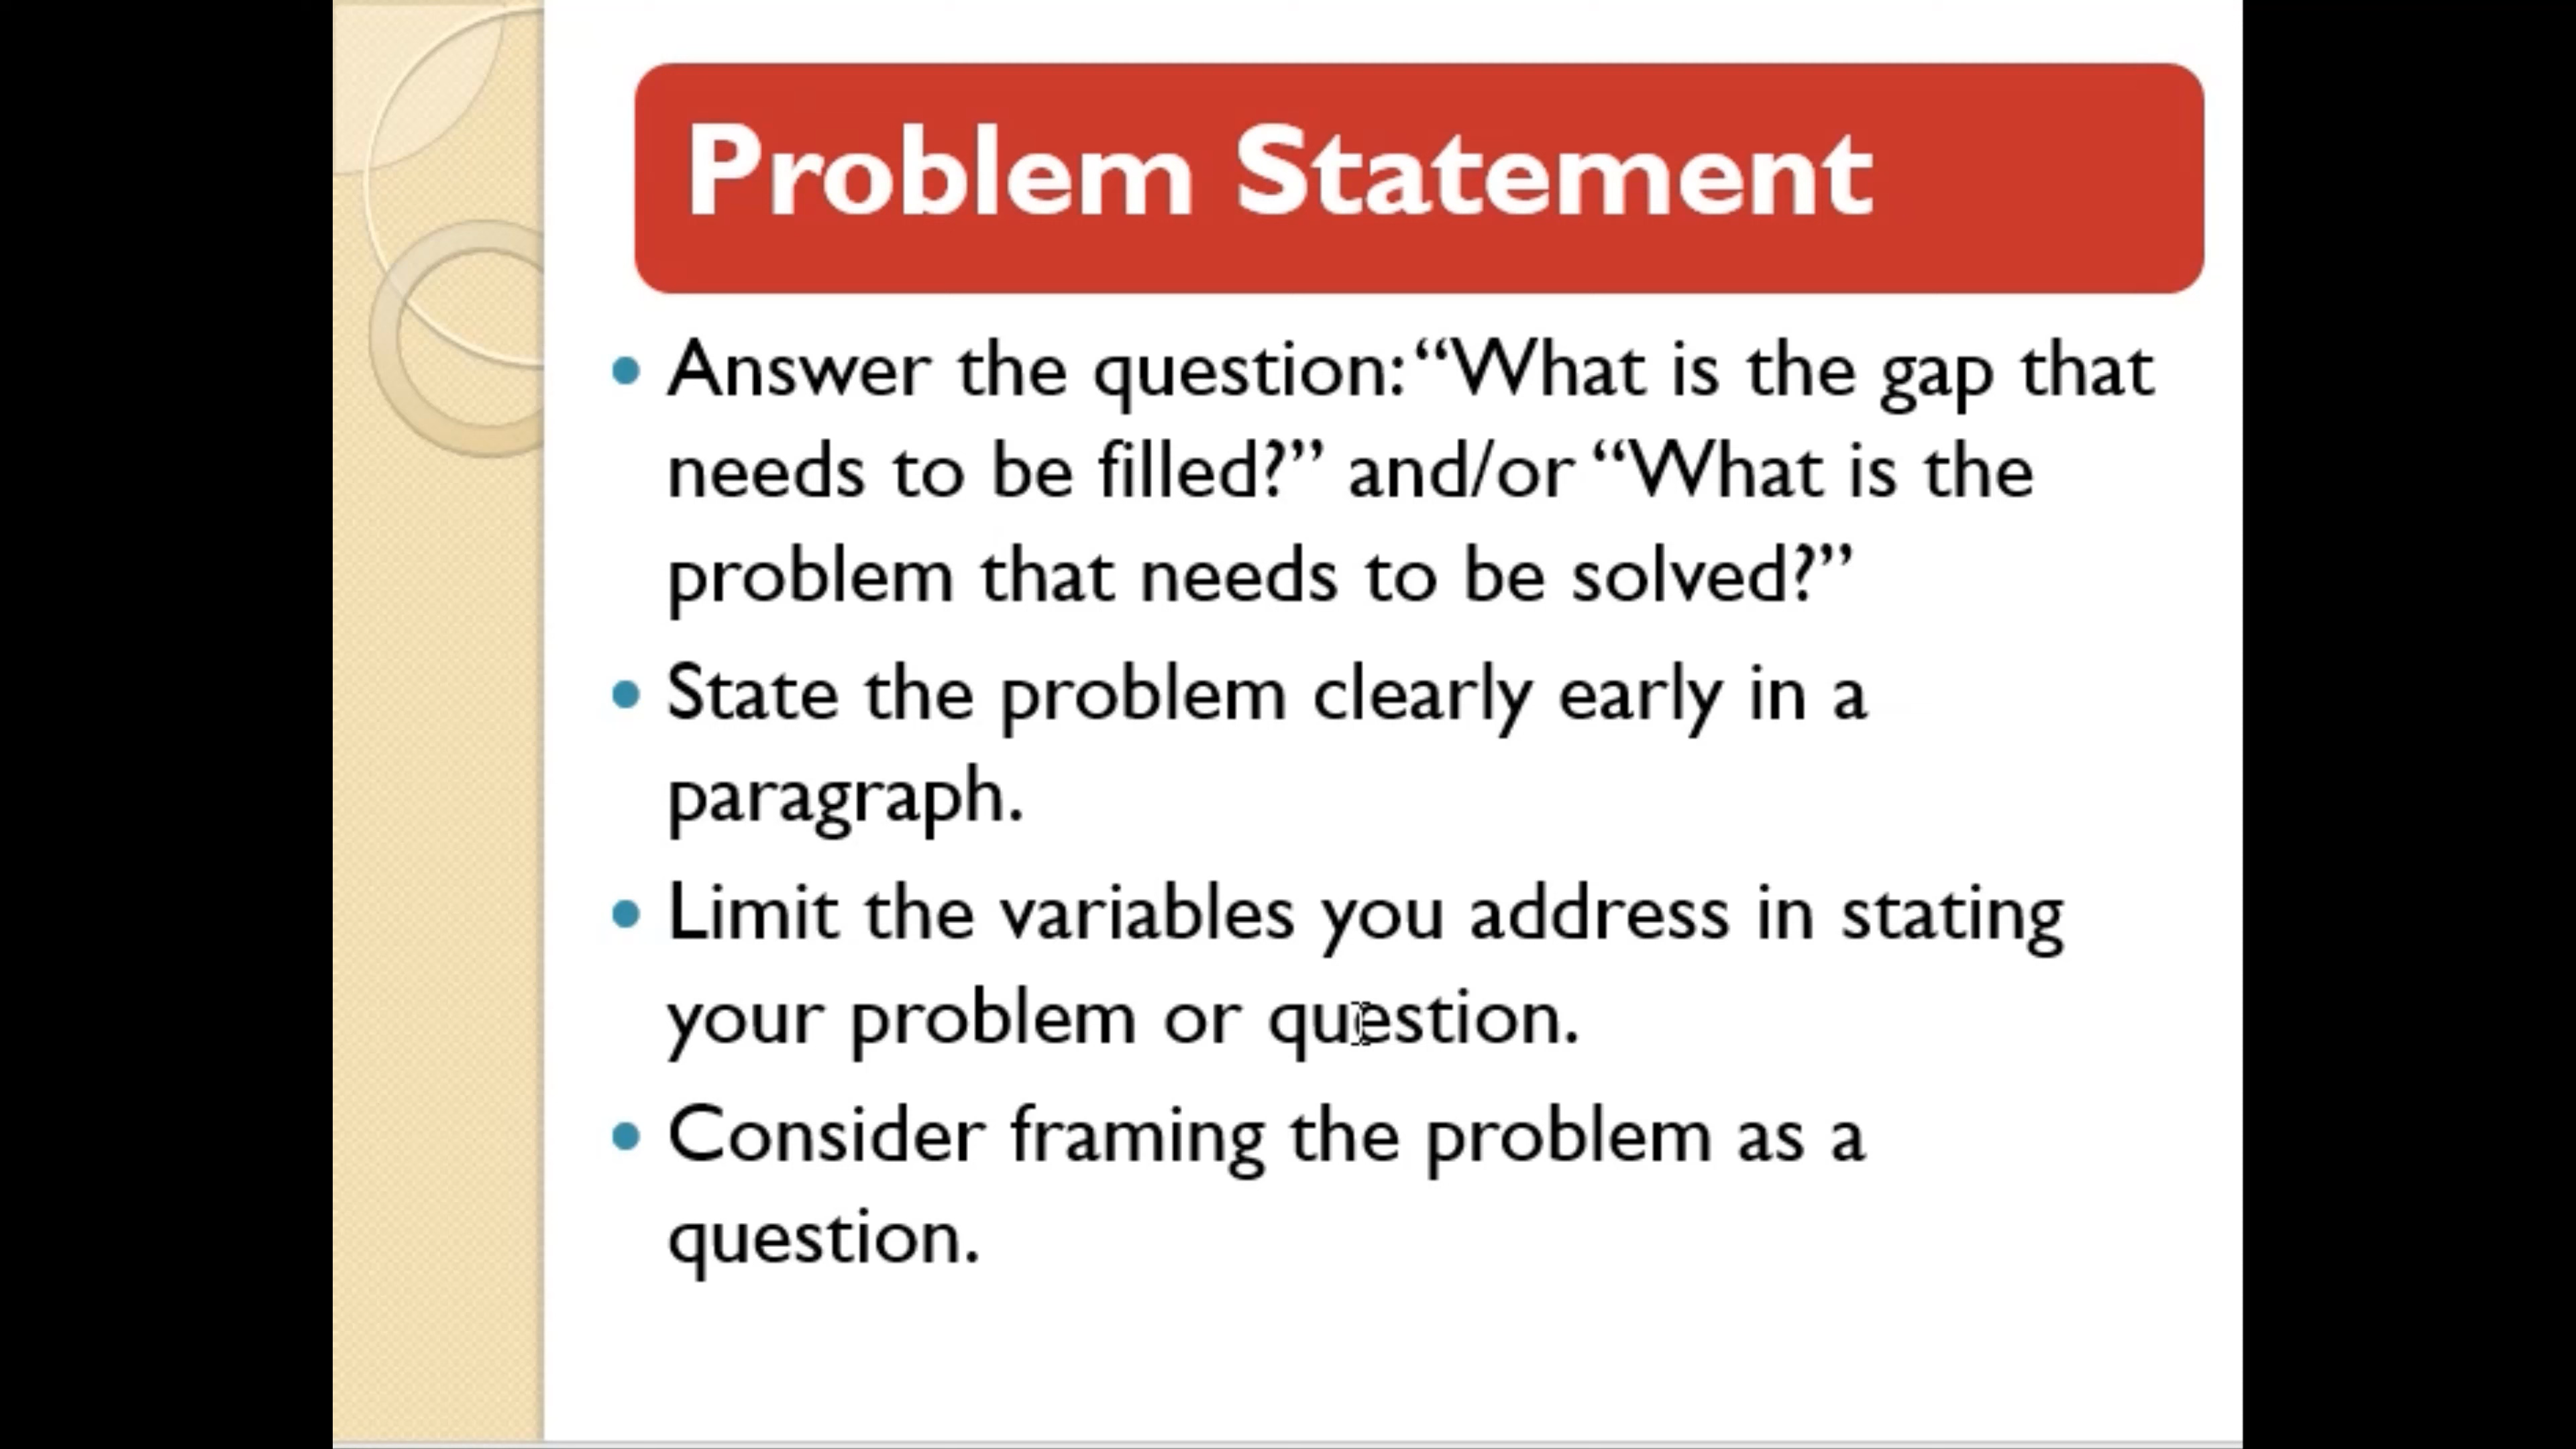 Problem Statement
Answer the question: “What is the gap that
needs to be filled?” and/or “What is the
problem that needs to be solved?”
State the problem clearly early in a
paragraph.
Limit the variables you address in stating
your problem or question.
Consider framing the problem as a
question.